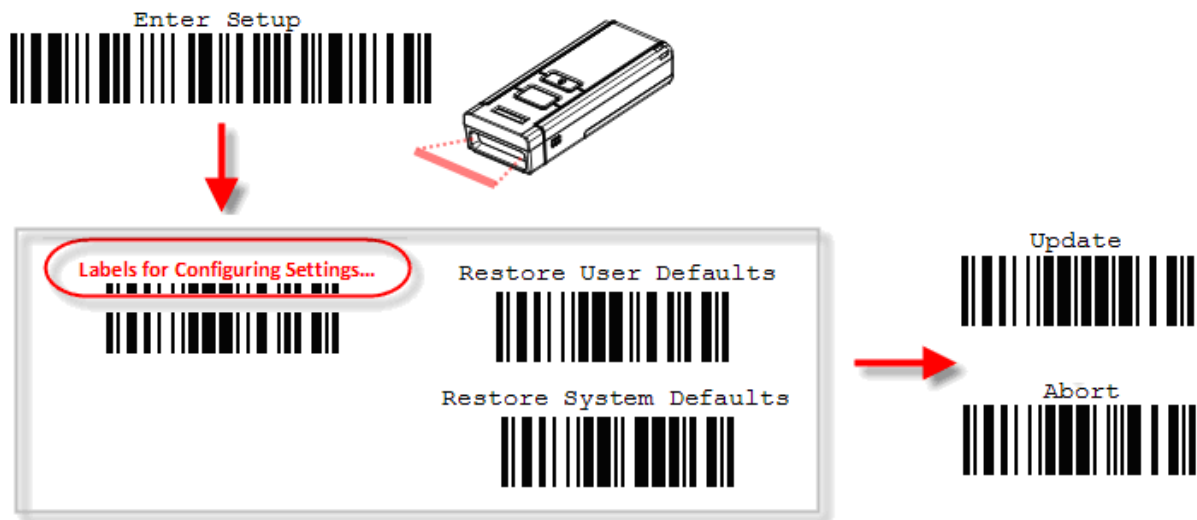 Enter Setup
Labels for Configuring Settings...
Restore User Defaults
Restore System Defaults
Update
Abort